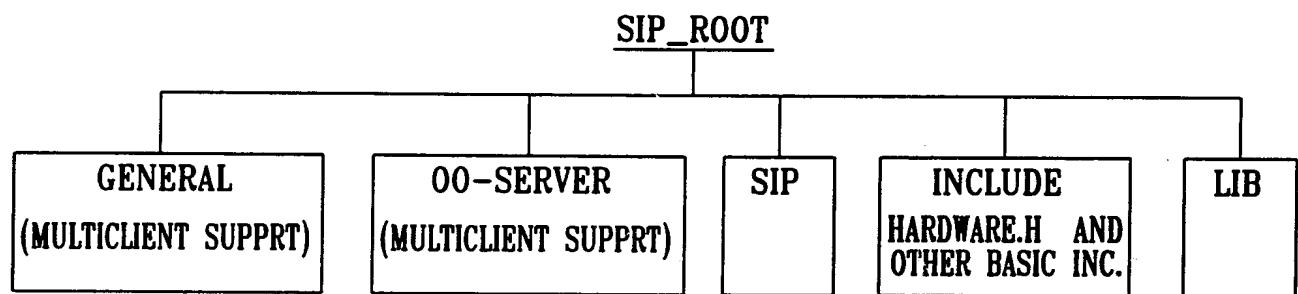 SIP_ROOT
GENERAL
(MULTICLIENT SUPPRT)
OO-SERVER
(MULTICLIENT SUPPRT)
SIP
INCLUDE
HARDWARE.H AND
OTHER BASIC INC.
LIB